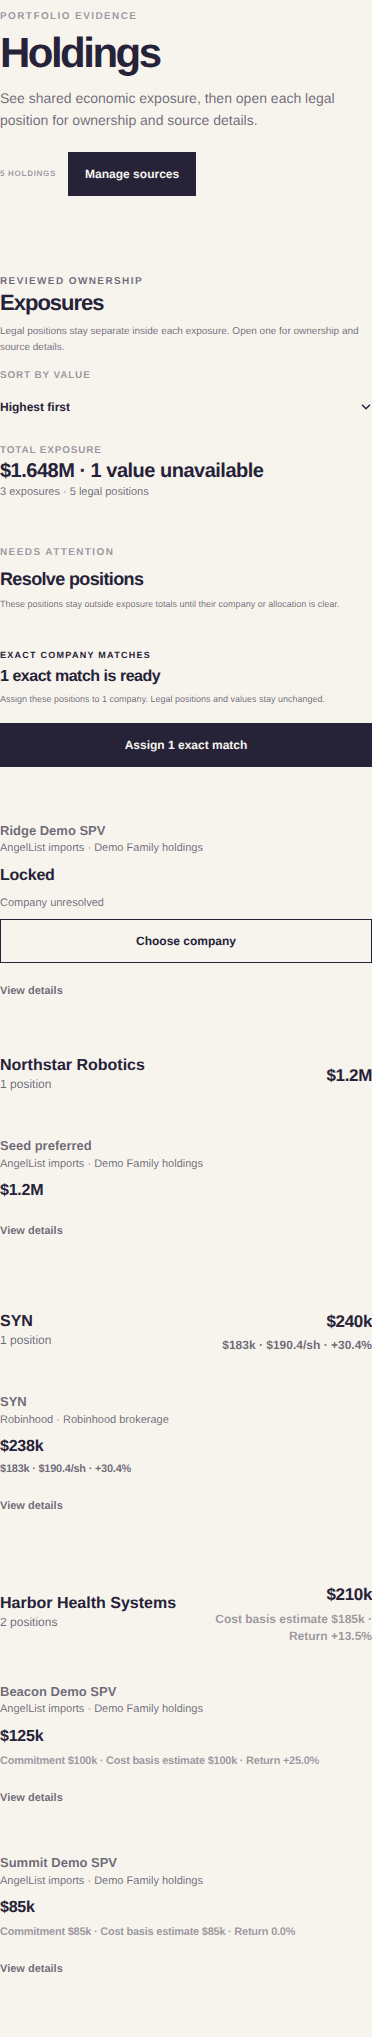 PORTFOLIO EVIDENCE
Holdings
See shared economic exposure, then open each legal
position for ownership and source details.
5 HOLDINGS
Manage sources
REVIEWED OWNERSHIP
Exposures
Legal positions stay separate inside each exposure. Open one for ownership and
source details.
SORT BY VALUE
Highest first
TOTAL EXPOSURE
$1.648M · 1 value unavailable
3 exposures · 5 legal positions
NEEDS ATTENTION
Resolve positions
These positions stay outside exposure totals until their company or allocation is clear.
EXACT COMPANY MATCHES
1 exact match is ready
Assign these positions to 1 company. Legal positions and values stay unchanged.
Assign 1 exact match
Ridge Demo SPV
AngelList imports · Demo Family holdings
Locked
Company unresolved
Choose company
View details
Northstar Robotics
$1.2M
1 position
Seed preferred
AngelList imports · Demo Family holdings
$1.2M
View details
SYN
$240k
1 position
$183k · $190.4/sh · +30.4%
SYN
Robinhood · Robinhood brokerage
$238k
$183k · $190.4/sh · +30.4%
View details
Harbor Health Systems
$210k
2 positions
Cost basis estimate $185k ·
Return +13.5%
Beacon Demo SPV
AngelList imports · Demo Family holdings
$125k
Commitment $100k · Cost basis estimate $100k · Return +25.0%
View details
Summit Demo SPV
AngelList imports · Demo Family holdings
$85k
Commitment $85k · Cost basis estimate $85k · Return 0.0%
View details